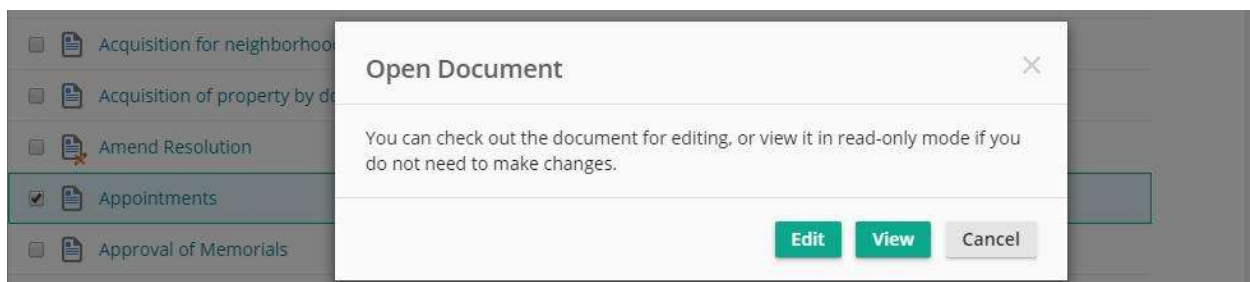 Acquisition for
Acquisition of property by
Amend Resolution
Appointments
Approval of Memorials
Open Document
You can check out the document for editing, or view it in read-only mode if you
do not need to make changes.
Edit View Cancel